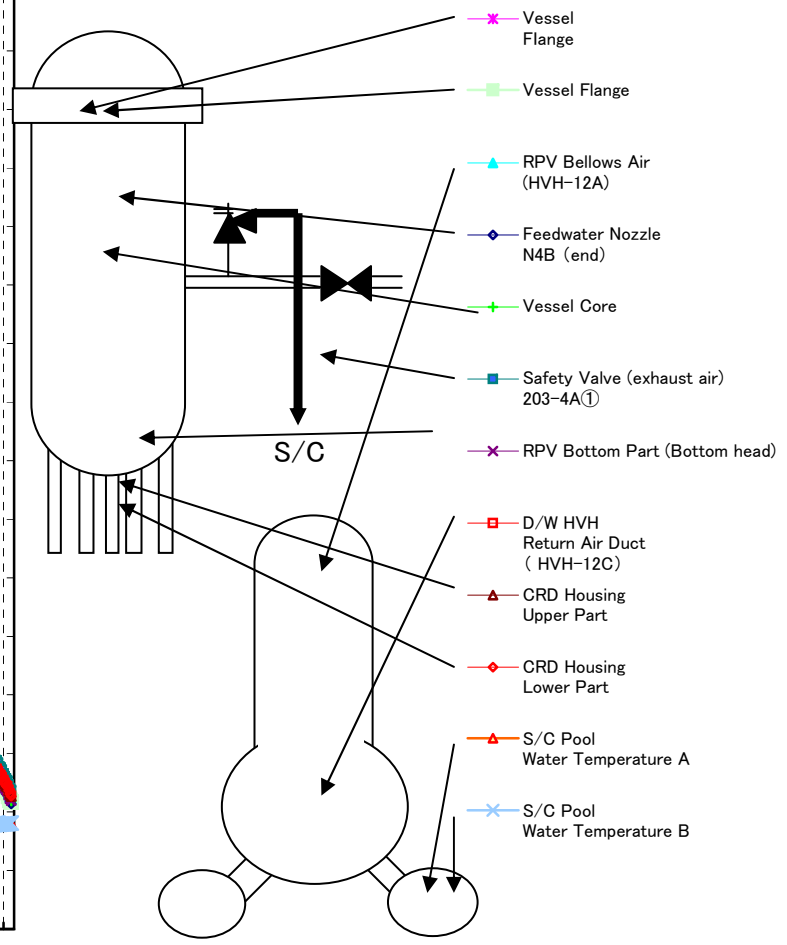 Vessel
Flange
Vessel Flange
RPV Bellows Air
(HVH-12A)
Feedwater Nozzle
N4B (end)
Vessel Core
Safety Valve (exhaust air)
203-4A①
RPV Bottom Part (Bottom head)
S/C
D/W HVH
Return Air Duct
( HVH-12C)
CRD Housing
Upper Part
CRD Housing
Lower Part
S/C Pool
Water Temperature A
S/C Pool
Water Temperature B